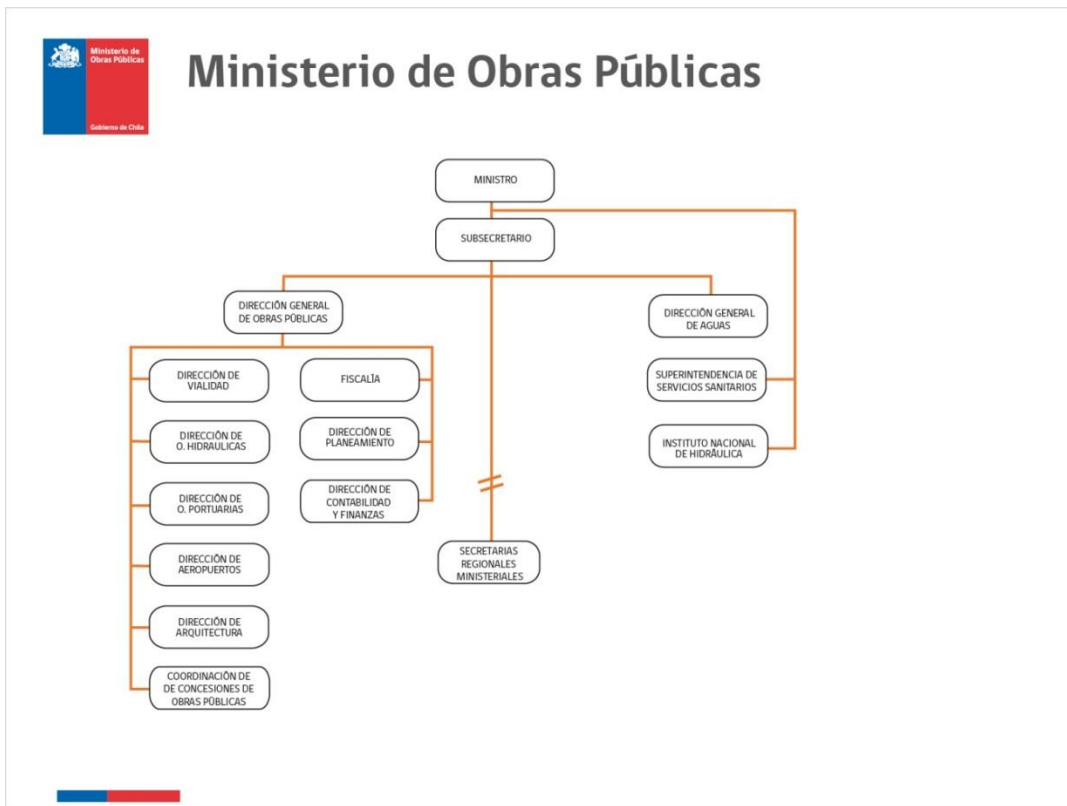 Ministerio de
Obras Públicas
Gobierno de Chile
Ministerio de Obras Públicas
MINISTRO
SUBSECRETARIO
DIRECCIÓN GENERAL
DE OBRAS PÚBLICAS
DIRECCIÓN GENERAL
DE AGUAS
DIRECCIÓN DE
VIALIDAD
FISCALÍA
SUPERINTENDENCIA DE
SERVICIOS SANITARIOS
DIRECCIÓN DE
O. HIDRAULICAS
DIRECCIÓN DE
PLANEAMIENTO
INSTITUTO NACIONAL
DE HIDRÁULICA
DIRECCIÓN DE
O. PORTUARIAS
DIRECCIÓN DE
CONTABILIDAD
Y FINANZAS
DIRECCIÓN DE
AEROPUERTOS
SECRETARIAS
REGIONALES
MINISTERIALES
DIRECCIÓN DE
ARQUITECTURA
COORDINACIÓN DE
DE CONCESIONES DE
OBRAS PÚBLICAS